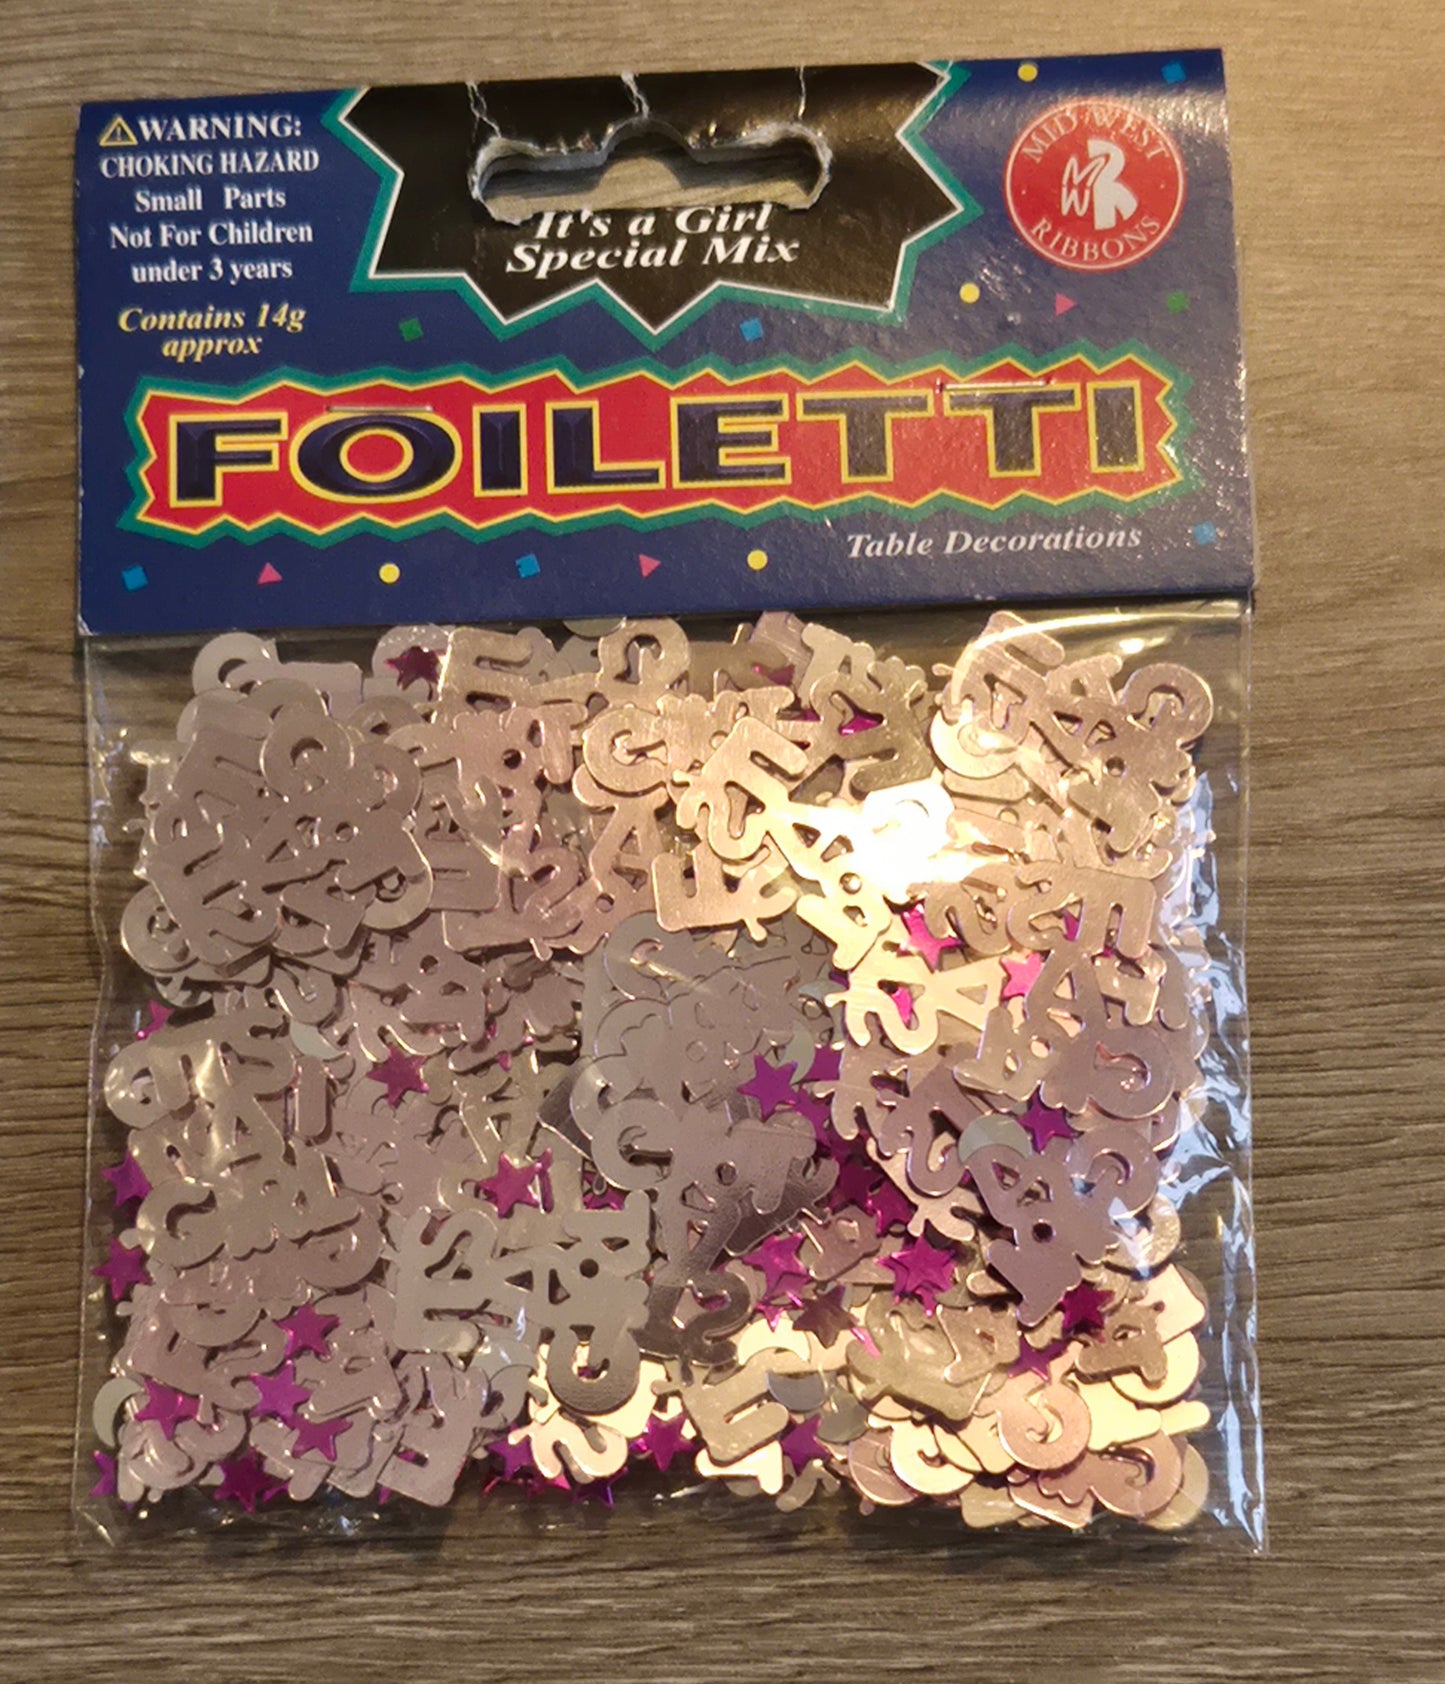 WARNING:
CHOKING HAZARD
Small Parts
Not For Children
under 3 years
Contains 14g
approx
It's a Girl
Special Mix
MIDWEST
MWR
RIBBONS
FOILETTI
Table Decorations